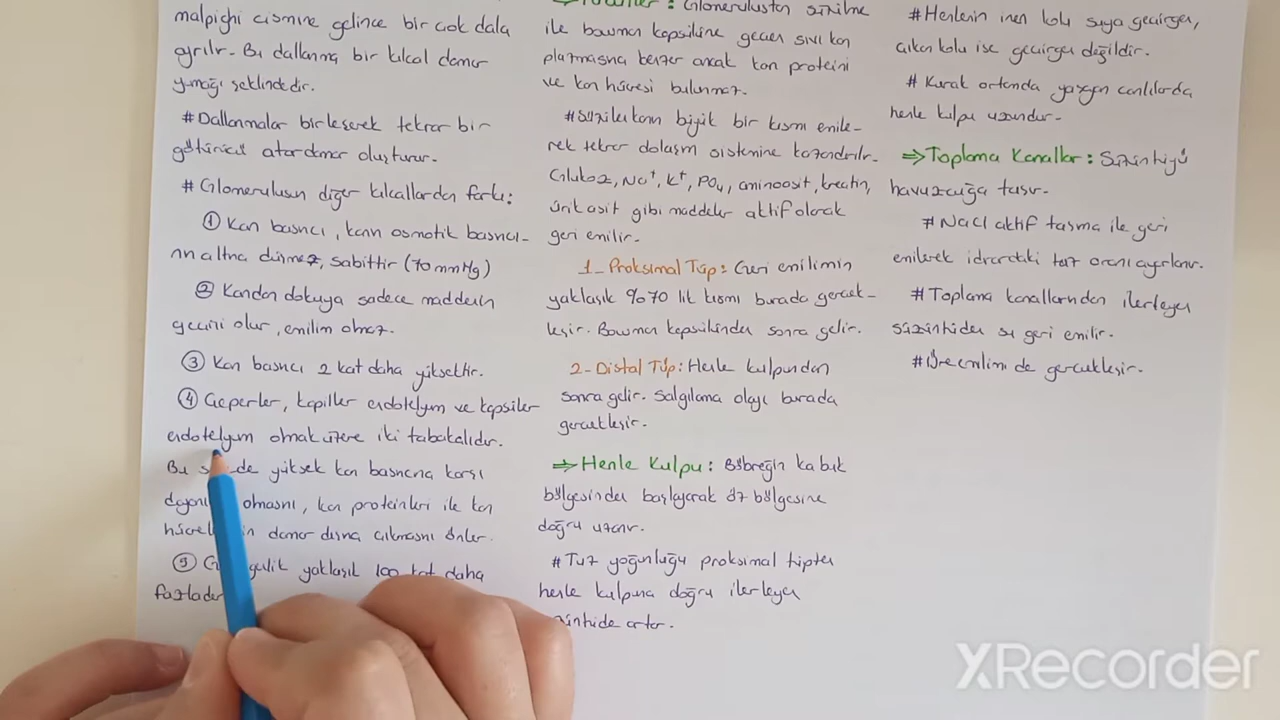 malpighi cismine gelince bir çok dala
ayrılır. Bu dallanma bir kılcal damar
yumağı şeklindedir.
#Dallanmalar birleşerek tekrar bir
götürücü atardamar oluşturur.
#Glomerulusun diğer kılcallardan farkı:
① Kan basıncı, kanın osmotik basıncı-
nın altına düşmez, sabittir (70 mmHg)
② Kandan dokuya sadece maddenin
geçişi olur, emilim olmaz.
③ Kan basıncı 2 kat daha yüksektir.
④ Çeperler, kapiller endotelyum ve kapsüler
endotelyum olmak üzere iki tabakalıdır.
Bu yüksek kan basıncına karşı
olmasını, kan proteinleri ile kan
damar dışına çıkmasını önler.
⑤ yaklaşık 100 kat daha
fazladır
Glomerulustan süzülme
ile bowman kapsülüne geçen sıvı kan
plazmasına benzer ancak kan proteini
ve kan hücresi bulunmaz.
#Süzüle kanın büyük bir kısmı emile-
rek tekrar dolaşım sistemine kazandırılır.
Glukoz, Na⁺, K⁺, PO₄, aminoasit, kreatin,
ürik asit gibi maddeler aktif olarak
geri emilir.
1- Proksimal Tüp: Geri emilimin
yaklaşık %70 lik kısmı burada gerçek-
leşir. Bowman kapsülünden sonra gelir.
2- Distal Tüp: Henle kulpundan
sonra gelir. Salgılama olayı burada
gerçekleşir.
⇒ Henle Kulpu: Böbreğin kabuk
bölgesinden başlayarak öz bölgesine
doğru uzanır.
#Tuz yoğunluğu proksimal tüpten
henle kulpuna doğru ilerleyen
süzüntüde artar.
#Henlenin inen kolu suya geçirgen,
çıkan kolu ise geçirgen değildir.
# Kurak ortamda yaşayan canlılarda
henle kulpu uzundur.
⇒Toplama Kanalları: Süzüntüyü
havuzcuğa taşır.
#NaCl aktif taşıma ile geri
emilerek idrardaki tuz oranı ayarlanır.
#Toplama kanallarından ilerleyen
süzüntüden su geri emilir.
#Üre emilimi de gerçekleşir.
XRecorder